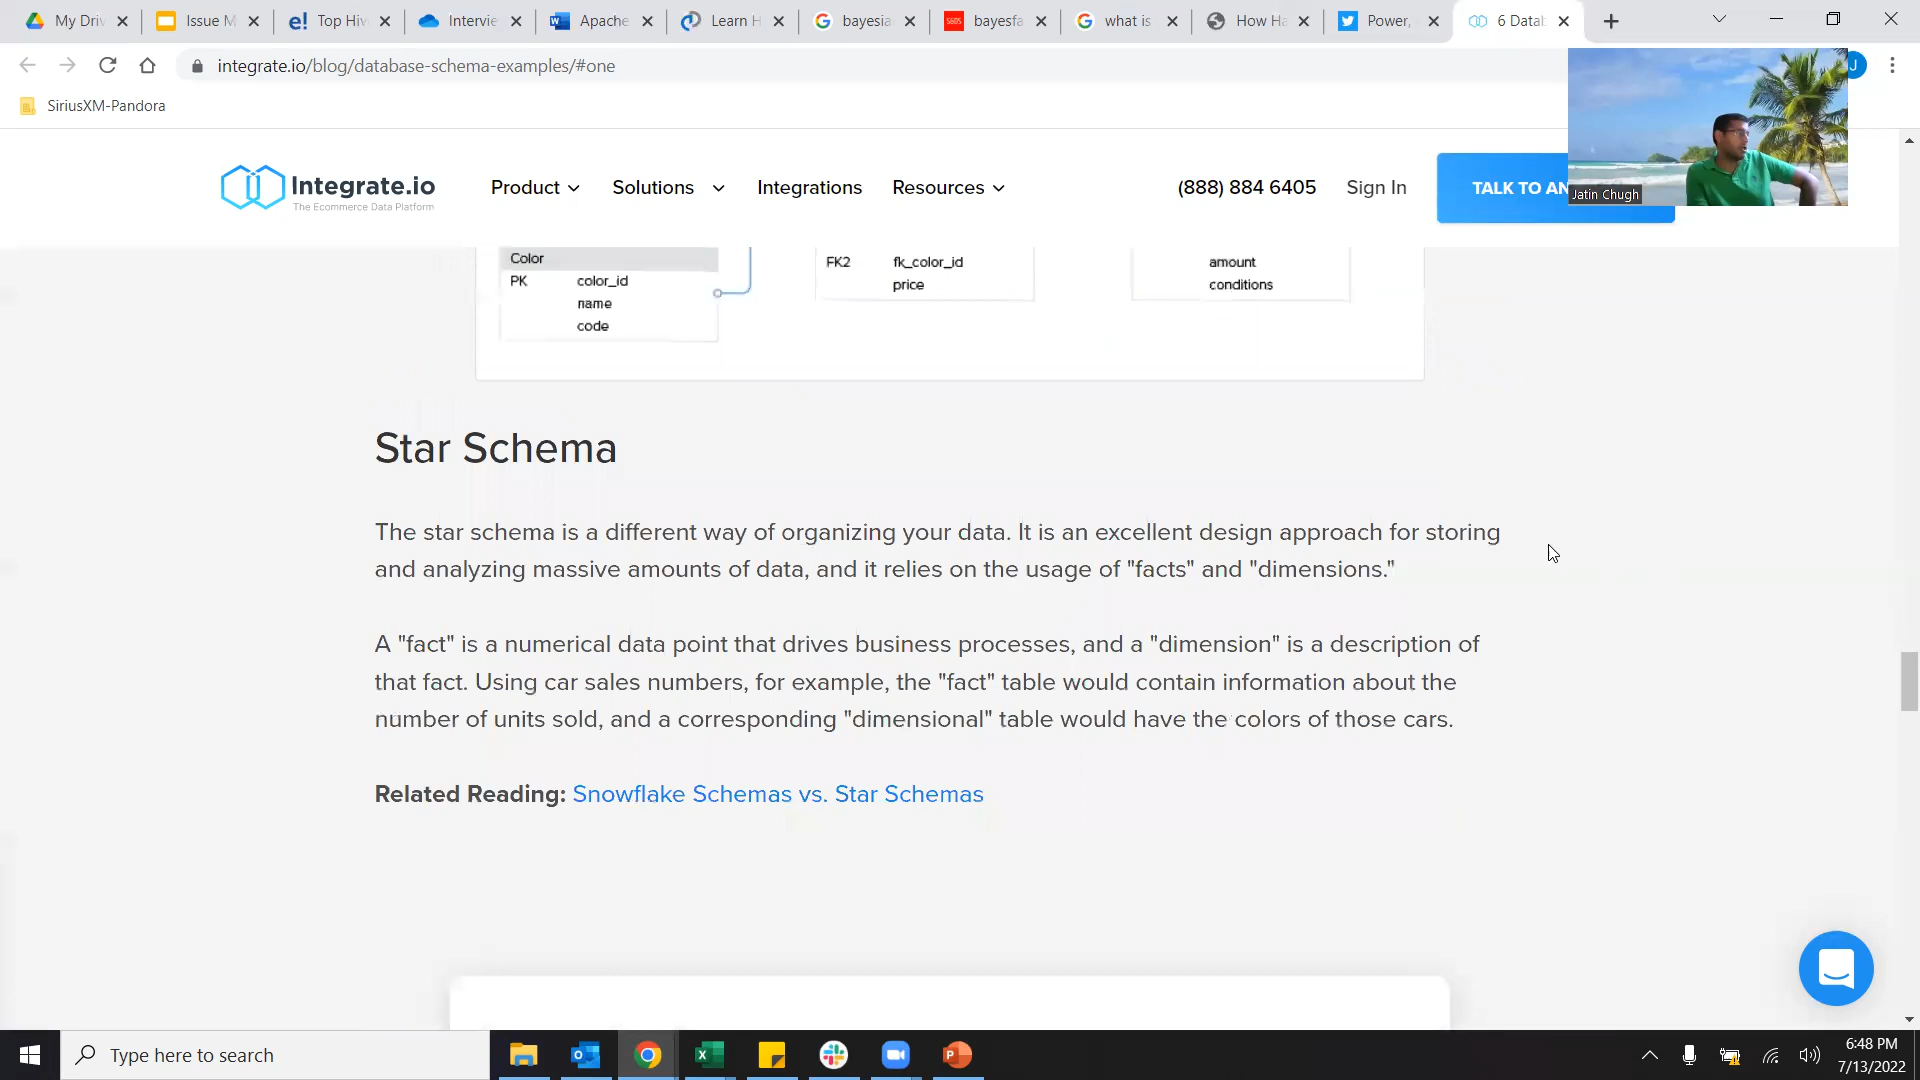 My Driv
Issue M
Top Hiv
Intervie
Apache
Learn H
bayesia
bayesfa
what is
How Ha
Power,
6 Datab
integrate.io/blog/database-schema-examples/#one
J
SiriusXM-Pandora
Integrate.io
The Ecommerce Data Platform
Product
Solutions
Integrations
Resources
(888) 884 6405
Sign In
TALK TO AN
Jatin Chugh
Color
PK color_id
name
code
FK2 fk_color_id
price
amount
conditions
Star Schema
The star schema is a different way of organizing your data. It is an excellent design approach for storing
and analyzing massive amounts of data, and it relies on the usage of "facts" and "dimensions."
A "fact" is a numerical data point that drives business processes, and a "dimension" is a description of
that fact. Using car sales numbers, for example, the "fact" table would contain information about the
number of units sold, and a corresponding "dimensional" table would have the colors of those cars.
Related Reading: Snowflake Schemas vs. Star Schemas
Type here to search
6:48 PM
7/13/2022